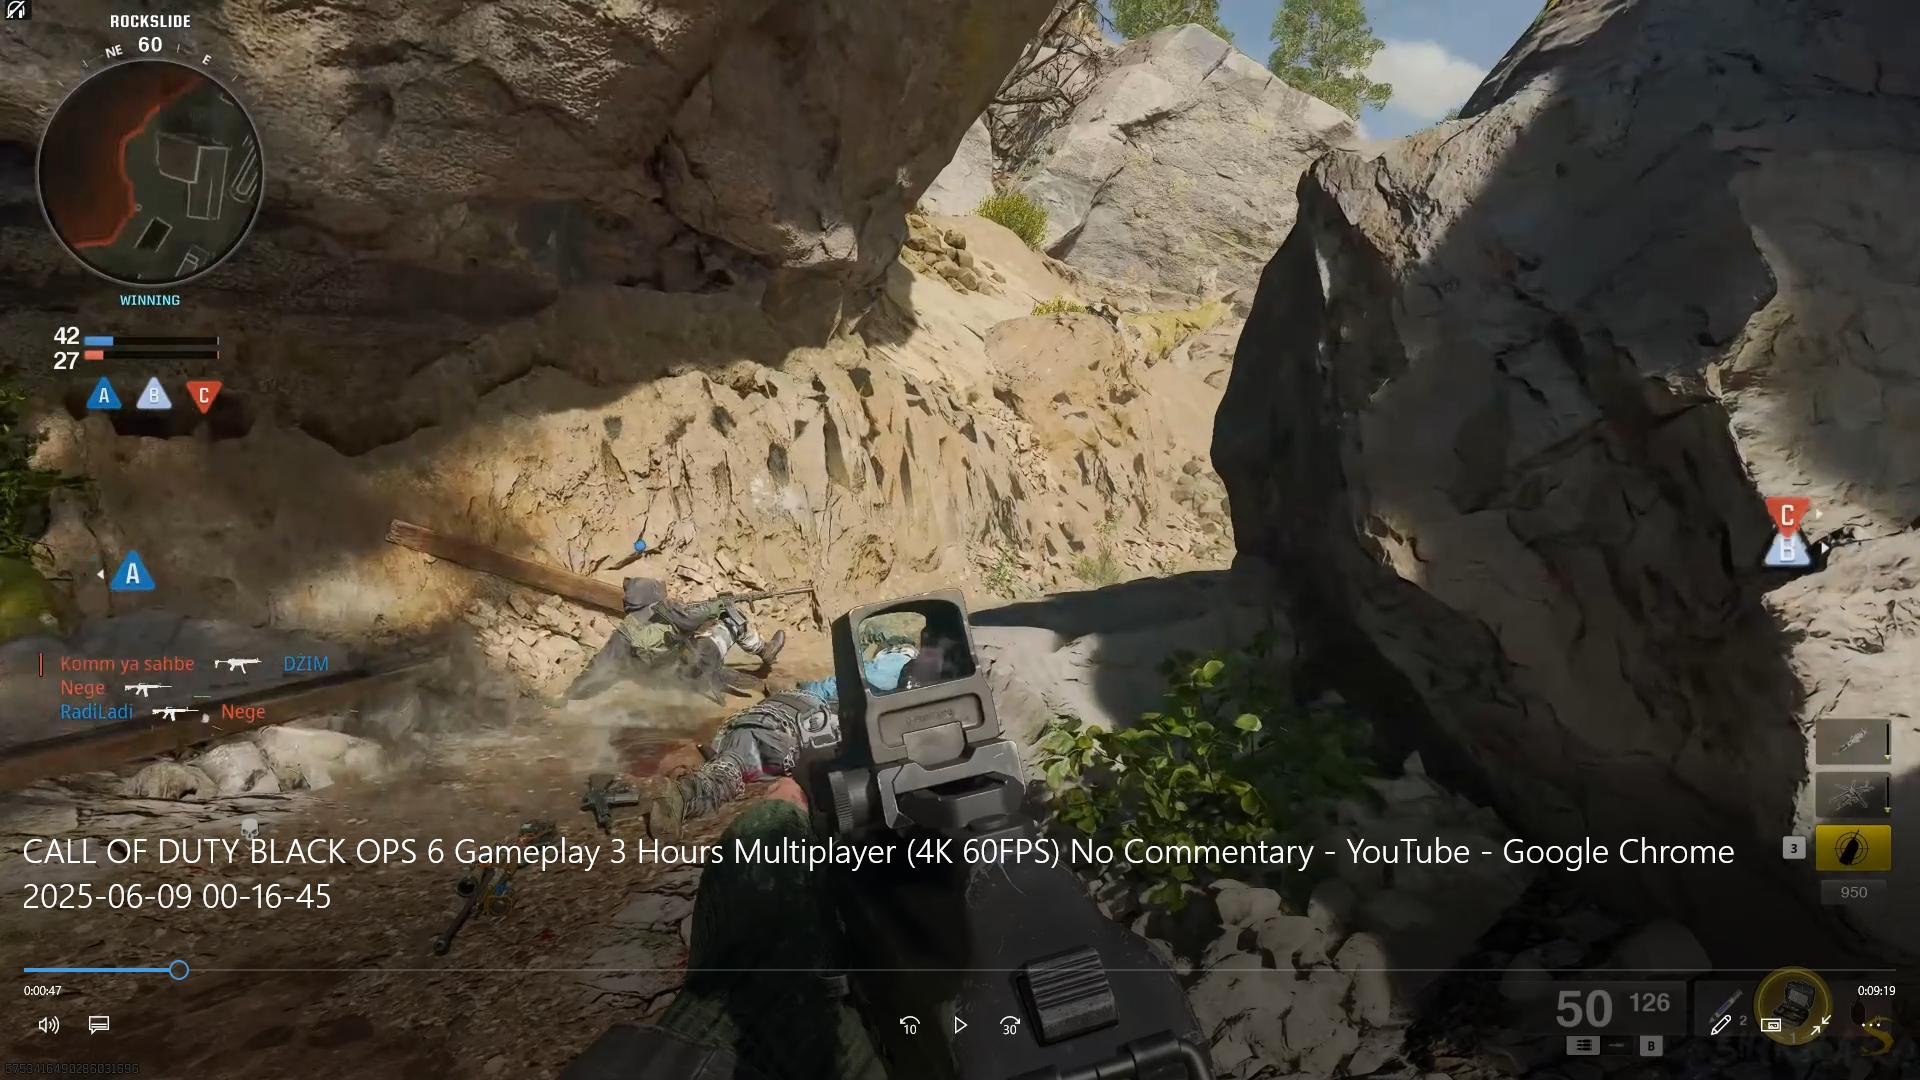 ROCKSLIDE
NE 60 E
WINNING
42
27
A B C
A
C
B
Komm ya sahbe DZIM
Nege
RadiLadi Nege
3
950
CALL OF DUTY BLACK OPS 6 Gameplay 3 Hours Multiplayer (4K 60FPS) No Commentary - YouTube - Google Chrome
2025-06-09 00-16-45
0:00:47
0:09:19
10
30
50 126
2
1
B
5753416490286031696